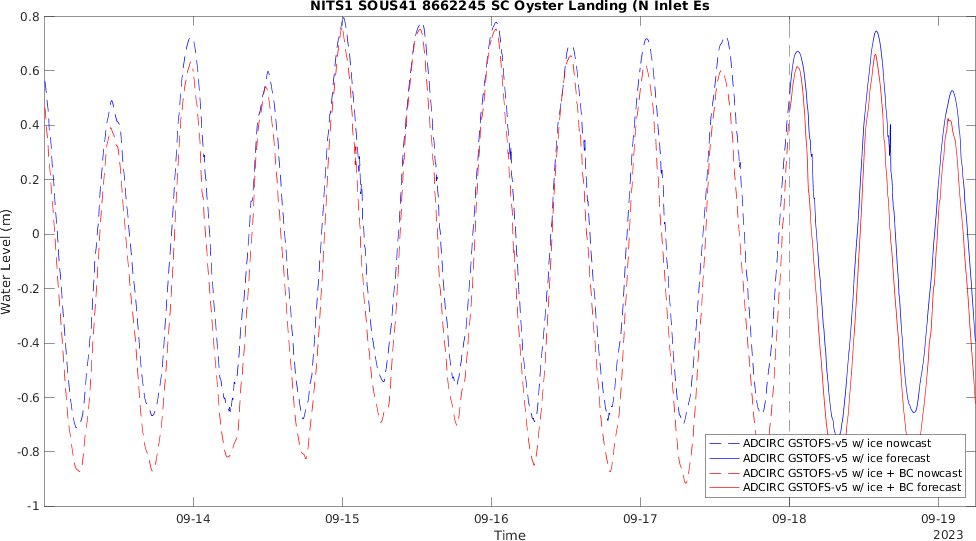 NITS1 SOUS41 8662245 SC Oyster Landing (N Inlet Es
0.8
0.6
0.4
0.2
0
-0.2
-0.4
-0.6
-0.8
-1
Water Level (m)
ADCIRC GSTOFS-v5 w/ ice nowcast
ADCIRC GSTOFS-v5 w/ ice forecast
ADCIRC GSTOFS-v5 w/ ice + BC nowcast
ADCIRC GSTOFS-v5 w/ ice + BC forecast
09-14 09-15 09-16 09-17 09-18 09-19
Time
2023